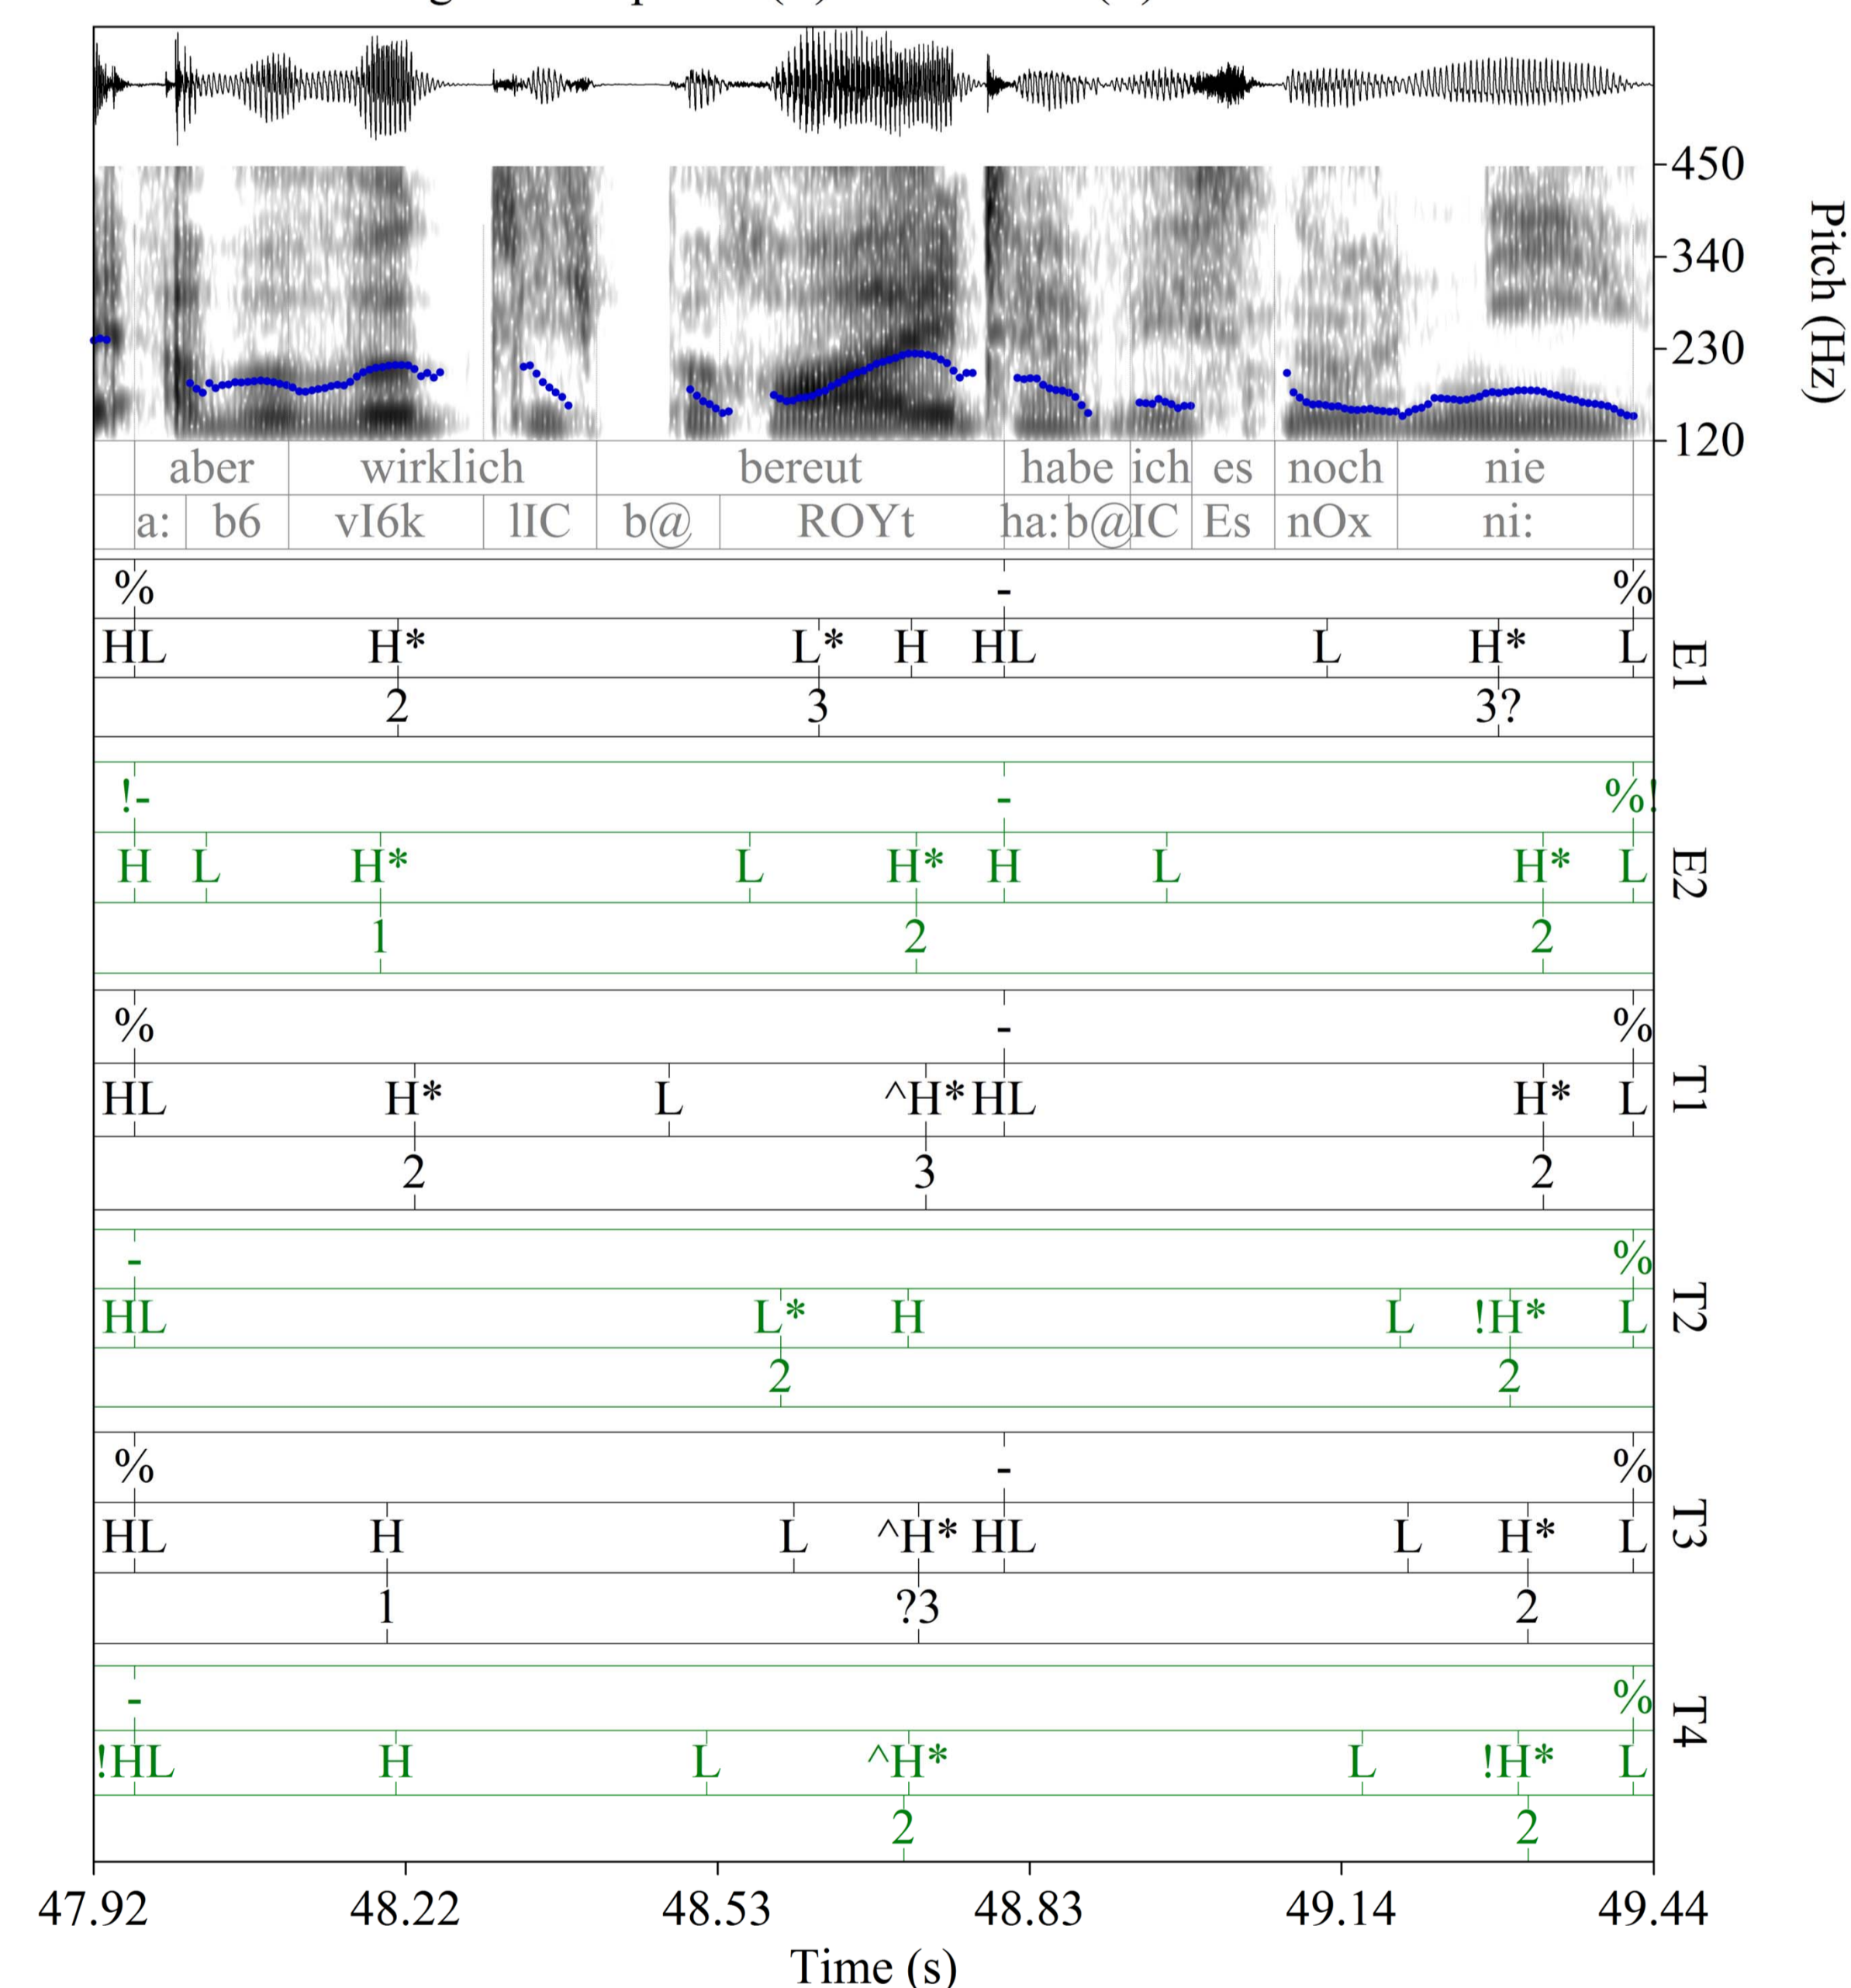 450
340
230
120
Pitch (Hz)
aber wirklich bereut habe ich es noch nie
a: b6 vI6k lIC b@ ROYt ha: b@ IC Es nOx ni:
% - %
HL H* L* H HL L H* L
2 3 3?
E1
!- - %!
H L H* L H* H L H* L
1 2 2
E2
% - %
HL H* L ^H* HL H* L
2 3 2
T1
- %
HL L* H L !H* L
2 2
T2
% - %
HL H L ^H* HL L H* L
1 ?3 2
T3
- %
!HL H L ^H* L !H* L
2 2
T4
47.92 48.22 48.53 48.83 49.14 49.44
Time (s)